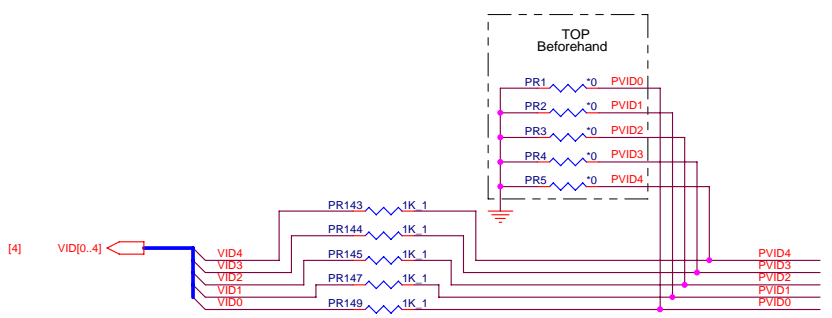 TOP
Beforehand
PR1 *0 PVID0
PR2 *0 PVID1
PR3 *0 PVID2
PR4 *0 PVID3
PR5 *0 PVID4
PR143 1K_1
PR144 1K_1
[4] VID[0..4] VID4 PR145 1K_1 PVID4
VID3 PVID3
VID2 PR147 1K_1 PVID2
VID1 PVID1
VID0 PR149 1K_1 PVID0